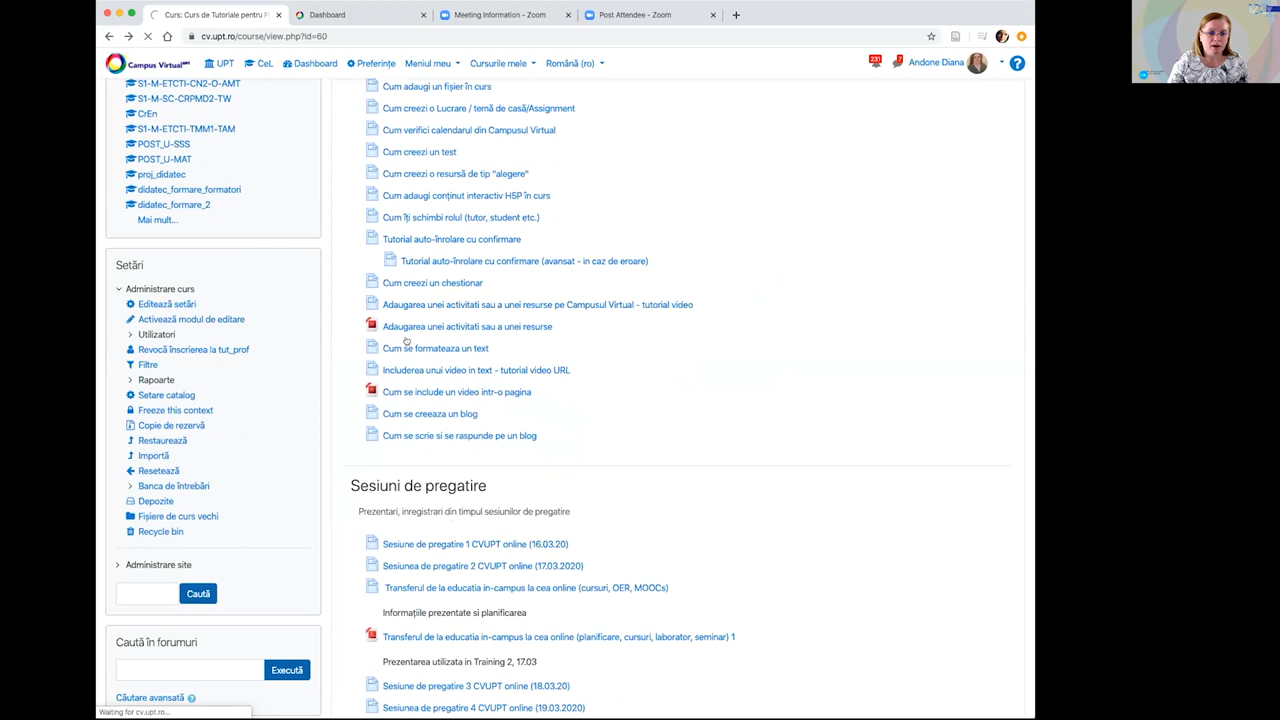 Curs: Curs de Tutoriale pentru P
Dashboard
Meeting Information - Zoom
Post Attendee - Zoom
cv.upt.ro/course/view.php?id=60
Campus Virtual UPT
UPT
CeL
Dashboard
Preferințe
Meniul meu
Cursurile mele
Română (ro)
231
7
Andone Diana
S1-M-ETCTI-CN2-O-AMT
S1-M-SC-CRPMD2-TW
CrEn
S1-M-ETCTI-TMM1-TAM
POST_U-SSS
POST_U-MAT
proj_didatec
didatec_formare_formatori
didatec_formare_2
Mai mult...
Setări
Administrare curs
Editează setări
Activează modul de editare
Utilizatori
Revocă înscrierea la tut_prof
Filtre
Rapoarte
Setare catalog
Freeze this context
Copie de rezervă
Restaurează
Importă
Resetează
Banca de întrebări
Depozite
Fișiere de curs vechi
Recycle bin
Administrare site
Caută
Caută în forumuri
Execută
Căutare avansată
Waiting for cv.upt.ro...
Cum adaugi un fișier în curs
Cum creezi o Lucrare / temă de casă/Assignment
Cum verifici calendarul din Campusul Virtual
Cum creezi un test
Cum creezi o resursă de tip "alegere"
Cum adaugi conținut interactiv H5P în curs
Cum îți schimbi rolul (tutor, student etc.)
Tutorial auto-înrolare cu confirmare
Tutorial auto-înrolare cu confirmare (avansat - in caz de eroare)
Cum creezi un chestionar
Adaugarea unei activitati sau a unei resurse pe Campusul Virtual - tutorial video
Adaugarea unei activitati sau a unei resurse
Cum se formateaza un text
Includerea unui video in text - tutorial video URL
Cum se include un video intr-o pagina
Cum se creeaza un blog
Cum se scrie si se raspunde pe un blog
Sesiuni de pregatire
Prezentari, inregistrari din timpul sesiunilor de pregatire
Sesiune de pregatire 1 CVUPT online (16.03.20)
Sesiunea de pregatire 2 CVUPT online (17.03.2020)
Transferul de la educatia in-campus la cea online (cursuri, OER, MOOCs)
Informațiile prezentate si planificarea
Transferul de la educatia in-campus la cea online (planificare, cursuri, laborator, seminar) 1
Prezentarea utilizata in Training 2, 17.03
Sesiune de pregatire 3 CVUPT online (18.03.20)
Sesiunea de pregatire 4 CVUPT online (19.03.2020)